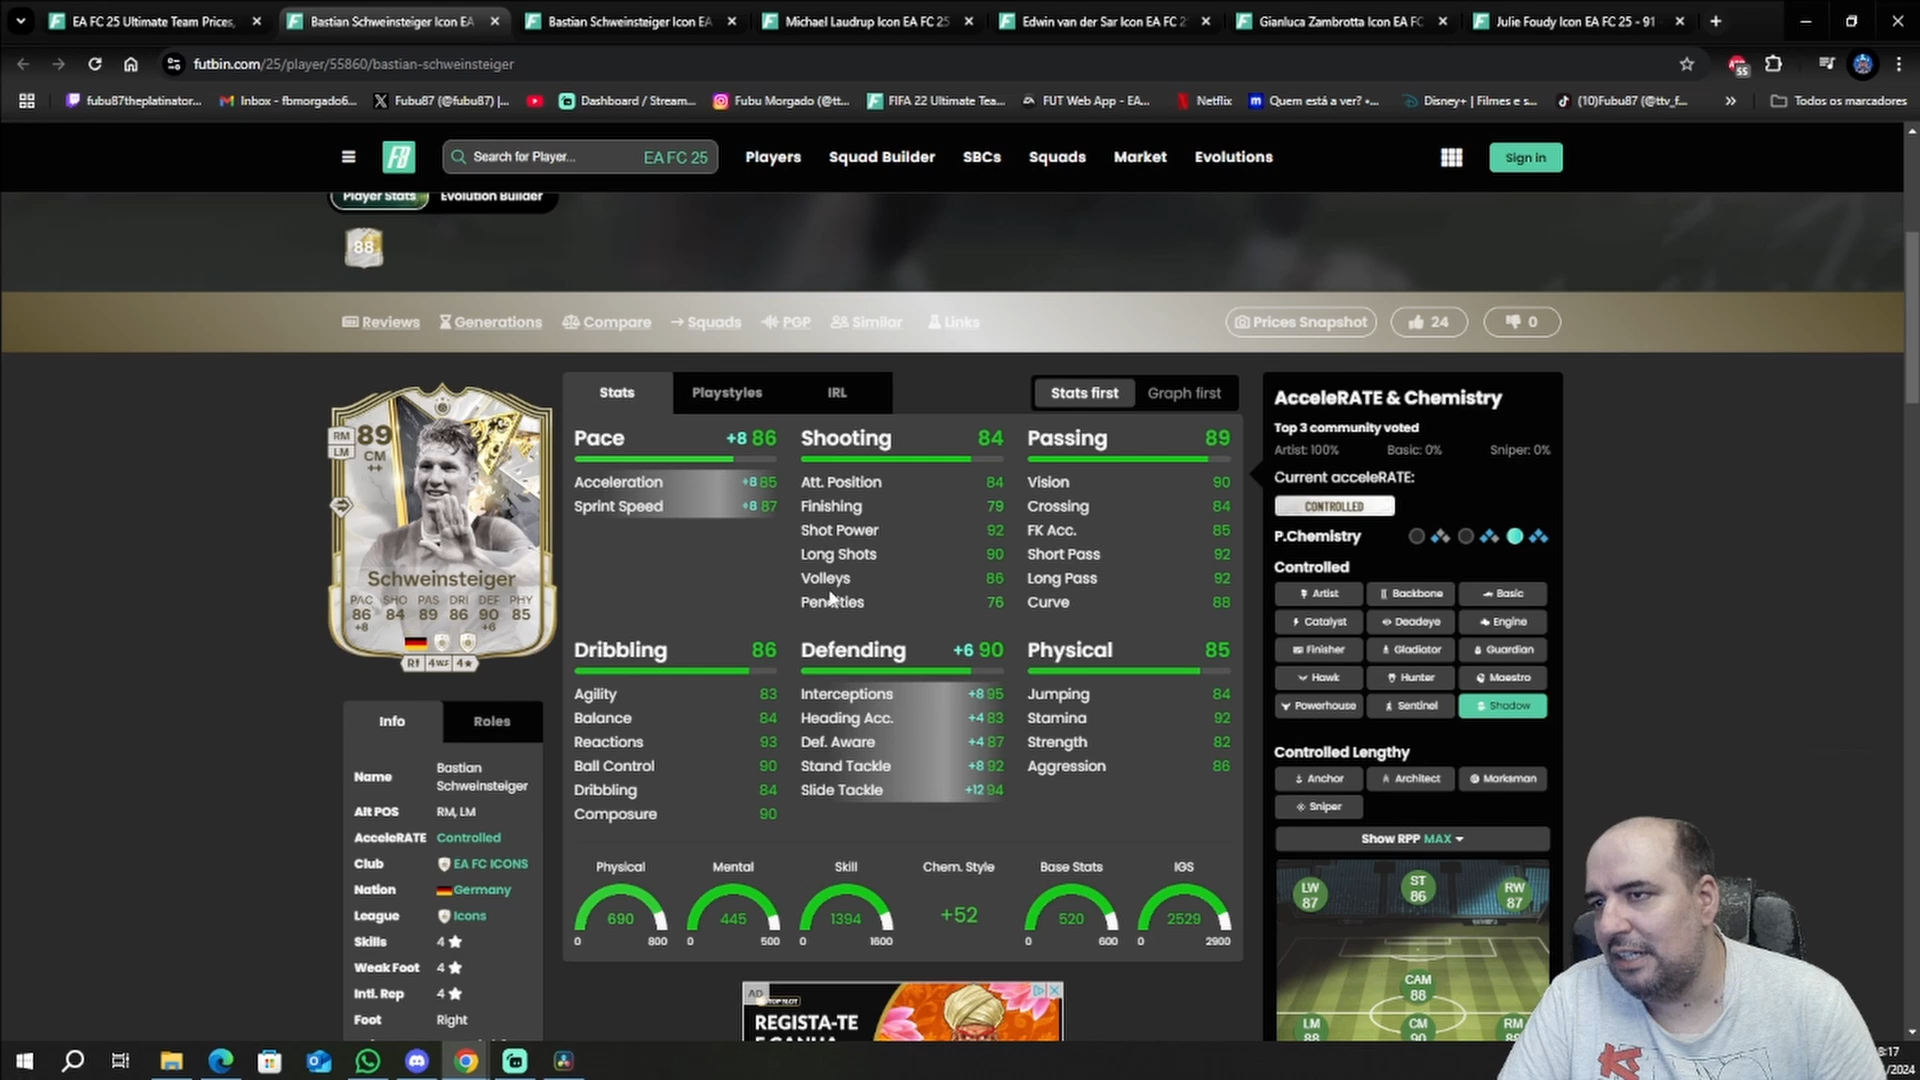 EA FC 25 Ultimate Team Prices,
Bastian Schweinsteiger Icon EA
Bastian Schweinsteiger Icon EA
Michael Laudrup Icon EA FC 25
Edwin van der Sar Icon EA FC 2
Gianluca Zambrotta Icon EA FC
Julie Foudy Icon EA FC 25 - 91
futbin.com/25/player/55860/bastian-schweinsteiger
55
fubu87theplatinator...
Inbox - fbmorgado6...
Fubu87 (@fubu87) |...
Dashboard / Stream...
Fubu Morgado (@tt...
FIFA 22 Ultimate Tea...
FUT Web App - EA...
Netflix
Quem está a ver? •...
Disney+ | Filmes e s...
(10)Fubu87 (@ttv_f...
Todos os marcadores
FB
Search for Player...
EA FC 25
Players
Squad Builder
SBCs
Squads
Market
Evolutions
Sign in
Player Stats
Evolution Builder
88
Reviews
Generations
Compare
Squads
PGP
Similar
Links
Prices Snapshot
24
0
RM
LM
89
CM
++
Schweinsteiger
PAC SHO PAS DRI DEF PHY
86 84 89 86 90 85
+8 +6
R 4WF 4★
Stats
Playstyles
IRL
Stats first
Graph first
Pace +8 86
Acceleration +8 85
Sprint Speed +8 87
Shooting 84
Att. Position 84
Finishing 79
Shot Power 92
Long Shots 90
Volleys 86
Penalties 76
Passing 89
Vision 90
Crossing 84
FK Acc. 85
Short Pass 92
Long Pass 92
Curve 88
Dribbling 86
Agility 83
Balance 84
Reactions 93
Ball Control 90
Dribbling 84
Composure 90
Defending +6 90
Interceptions +8 95
Heading Acc. +4 83
Def. Aware +4 87
Stand Tackle +8 92
Slide Tackle +12 94
Physical 85
Jumping 84
Stamina 92
Strength 82
Aggression 86
Physical
690
0 800
Mental
445
0 500
Skill
1394
0 1600
Chem. Style
+52
Base Stats
520
0 600
IGS
2529
0 2900
Info
Roles
Name Bastian
Schweinsteiger
Alt POS RM, LM
AcceleRATE Controlled
Club EA FC ICONS
Nation Germany
League Icons
Skills 4 ★
Weak Foot 4 ★
Intl. Rep 4 ★
Foot Right
AcceleRATE & Chemistry
Top 3 community voted
Artist: 100% Basic: 0% Sniper: 0%
Current acceleRATE:
CONTROLLED
P.Chemistry
Controlled
Artist Backbone Basic
Catalyst Deadeye Engine
Finisher Gladiator Guardian
Hawk Hunter Maestro
Powerhouse Sentinel Shadow
Controlled Lengthy
Anchor Architect Marksman
Sniper
Show RPP MAX
LW
87
ST
86
RW
87
CAM
88
LM
88
CM
90
RM
AD
REGISTA-TE